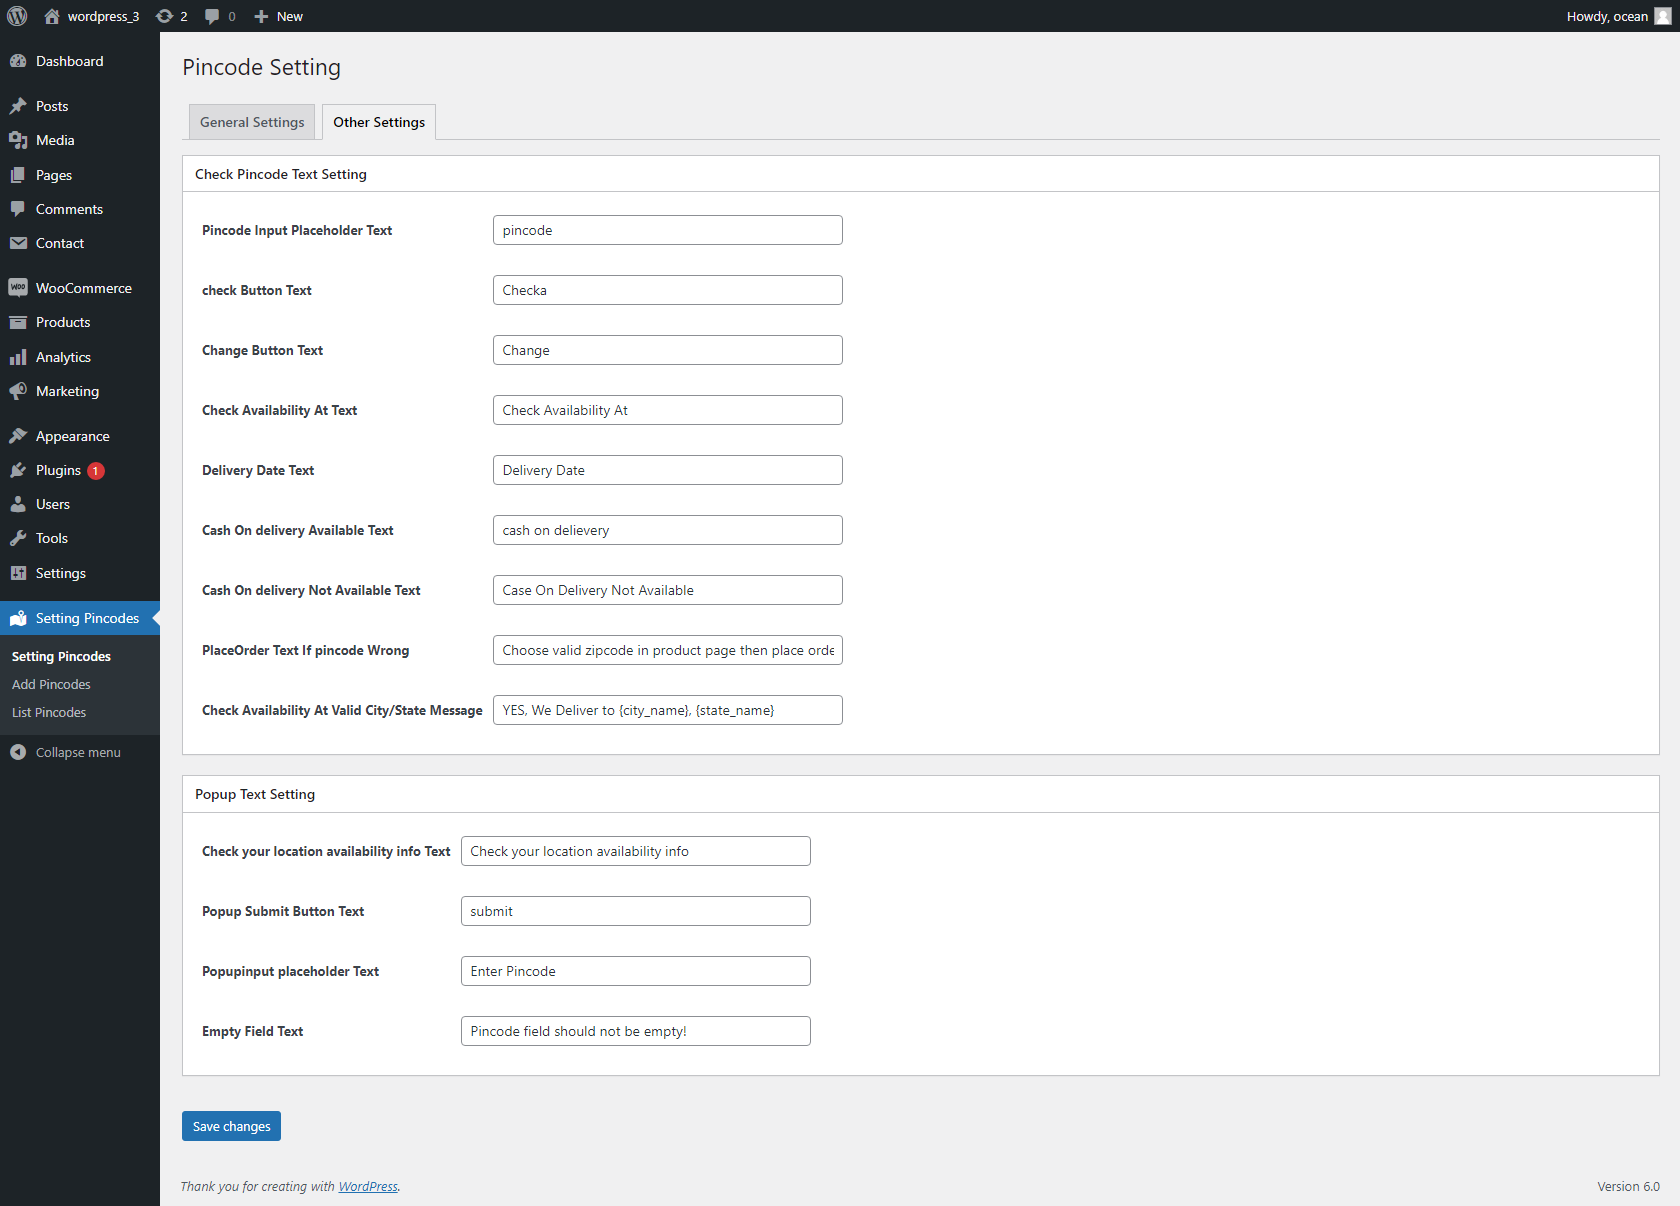 wordpress_3 2 0 New Howdy, ocean
Dashboard
Posts
Media
Pages
Comments
Contact
WooCommerce
Products
Analytics
Marketing
Appearance
Plugins 1
Users
Tools
Settings
Setting Pincodes
Setting Pincodes
Add Pincodes
List Pincodes
Collapse menu
Pincode Setting
General Settings Other Settings
Check Pincode Text Setting
Pincode Input Placeholder Text pincode
check Button Text Checka
Change Button Text Change
Check Availability At Text Check Availability At
Delivery Date Text Delivery Date
Cash On delivery Available Text cash on delievery
Cash On delivery Not Available Text Case On Delivery Not Available
PlaceOrder Text If pincode Wrong Choose valid zipcode in product page then place orde
Check Availability At Valid City/State Message YES, We Deliver to {city_name}, {state_name}
Popup Text Setting
Check your location availability info Text Check your location availability info
Popup Submit Button Text submit
Popupinput placeholder Text Enter Pincode
Empty Field Text Pincode field should not be empty!
Save changes
Thank you for creating with WordPress. Version 6.0